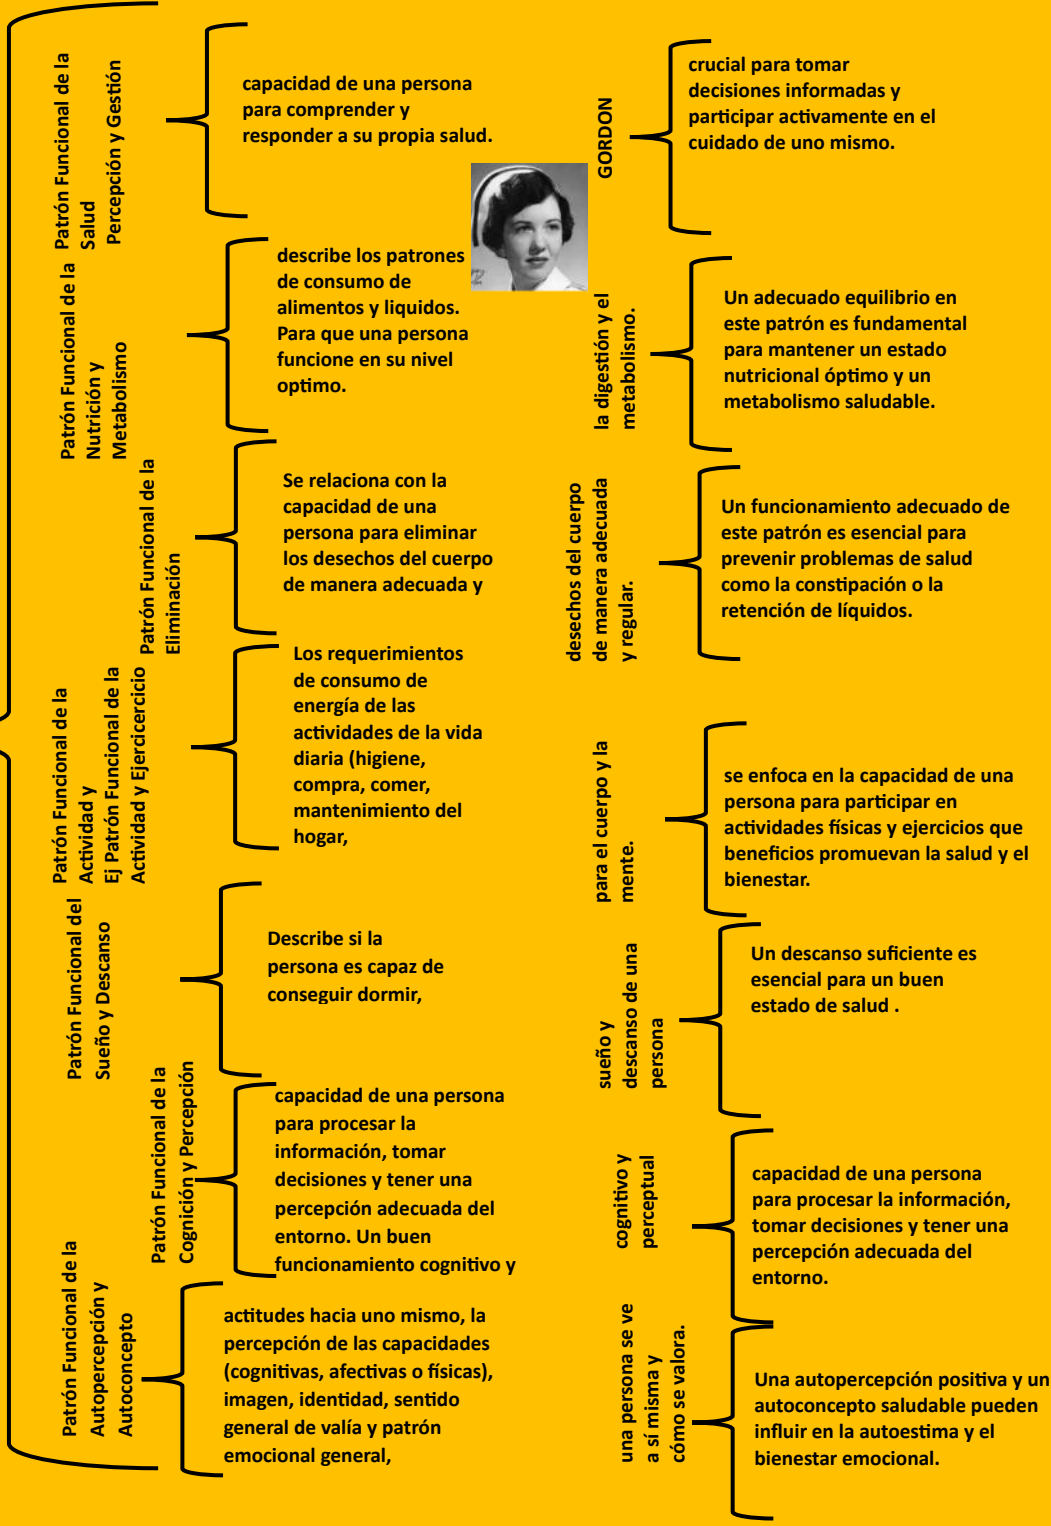 Patrón Funcional de la
Salud
Percepción y Gestión
capacidad de una persona
para comprender y
responder a su propia salud.
GORDON
crucial para tomar
decisiones informadas y
participar activamente en el
cuidado de uno mismo.
Patrón Funcional de la
Nutrición y
Metabolismo
describe los patrones
de consumo de
alimentos y liquidos.
Para que una persona
funcione en su nivel
optimo.
la digestión y el
metabolismo.
Un adecuado equilibrio en
este patrón es fundamental
para mantener un estado
nutricional óptimo y un
metabolismo saludable.
Patrón Funcional de la
Eliminación
Se relaciona con la
capacidad de una
persona para eliminar
los desechos del cuerpo
de manera adecuada y
desechos del cuerpo
de manera adecuada
y regular.
Un funcionamiento adecuado de
este patrón es esencial para
prevenir problemas de salud
como la constipación o la
retención de líquidos.
Patrón Funcional de la
Actividad y
Ej Patrón Funcional de la
Actividad y Ejercicercicio
Los requerimientos
de consumo de
energía de las
actividades de la vida
diaria (higiene,
compra, comer,
mantenimiento del
hogar,
para el cuerpo y la
mente.
se enfoca en la capacidad de una
persona para participar en
actividades físicas y ejercicios que
beneficios promuevan la salud y el
bienestar.
Patrón Funcional del
Sueño y Descanso
Describe si la
persona es capaz de
conseguir dormir,
sueño y
descanso de una
persona
Un descanso suficiente es
esencial para un buen
estado de salud .
Patrón Funcional de la
Cognición y Percepción
capacidad de una persona
para procesar la
información, tomar
decisiones y tener una
percepción adecuada del
entorno. Un buen
funcionamiento cognitivo y
cognitivo y
perceptual
capacidad de una persona
para procesar la información,
tomar decisiones y tener una
percepción adecuada del
entorno.
Patrón Funcional de la
Autopercepción y
Autoconcepto
actitudes hacia uno mismo, la
percepción de las capacidades
(cognitivas, afectivas o físicas),
imagen, identidad, sentido
general de valía y patrón
emocional general,
una persona se ve
a sí misma y
cómo se valora.
Una autopercepción positiva y un
autoconcepto saludable pueden
influir en la autoestima y el
bienestar emocional.